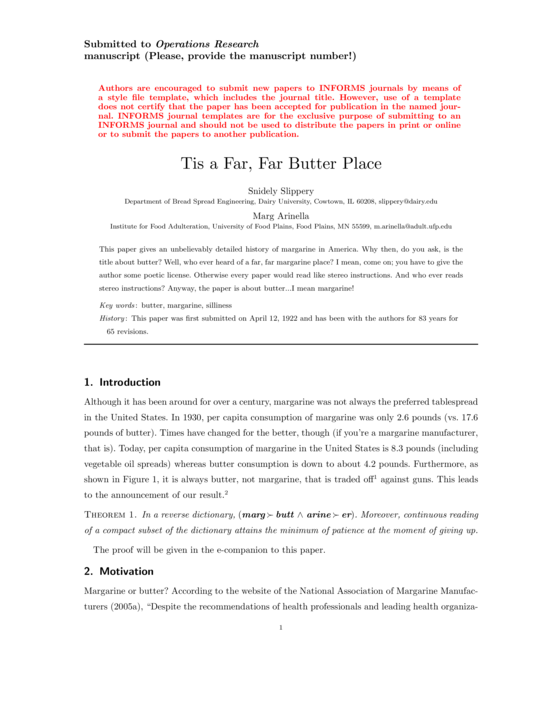 Submitted to Operations Research
manuscript (Please, provide the manuscript number!)
Authors are encouraged to submit new papers to INFORMS journals by means of
a style file template, which includes the journal title. However, use of a template
does not certify that the paper has been accepted for publication in the named jour-
nal. INFORMS journal templates are for the exclusive purpose of submitting to an
INFORMS journal and should not be used to distribute the papers in print or online
or to submit the papers to another publication.
Tis a Far, Far Butter Place
Snidely Slippery
Department of Bread Spread Engineering, Dairy University, Cowtown, IL 60208, slippery@dairy.edu
Marg Arinella
Institute for Food Adulteration, University of Food Plains, Food Plains, MN 55599, m.arinella@adult.ufp.edu
This paper gives an unbelievably detailed history of margarine in America. Why then, do you ask, is the
title about butter? Well, who ever heard of a far, far margarine place? I mean, come on; you have to give the
author some poetic license. Otherwise every paper would read like stereo instructions. And who ever reads
stereo instructions? Anyway, the paper is about butter...I mean margarine!
Key words: butter, margarine, silliness
History: This paper was first submitted on April 12, 1922 and has been with the authors for 83 years for
65 revisions.
1. Introduction
Although it has been around for over a century, margarine was not always the preferred tablespread
in the United States. In 1930, per capita consumption of margarine was only 2.6 pounds (vs. 17.6
pounds of butter). Times have changed for the better, though (if you're a margarine manufacturer,
that is). Today, per capita consumption of margarine in the United States is 8.3 pounds (including
vegetable oil spreads) whereas butter consumption is down to about 4.2 pounds. Furthermore, as
shown in Figure 1, it is always butter, not margarine, that is traded off¹ against guns. This leads
to the announcement of our result.²
THEOREM 1. In a reverse dictionary, (marg ≻ butt ∧ arine ≻ er). Moreover, continuous reading
of a compact subset of the dictionary attains the minimum of patience at the moment of giving up.
The proof will be given in the e-companion to this paper.
2. Motivation
Margarine or butter? According to the website of the National Association of Margarine Manufac-
turers (2005a), “Despite the recommendations of health professionals and leading health organiza-
1